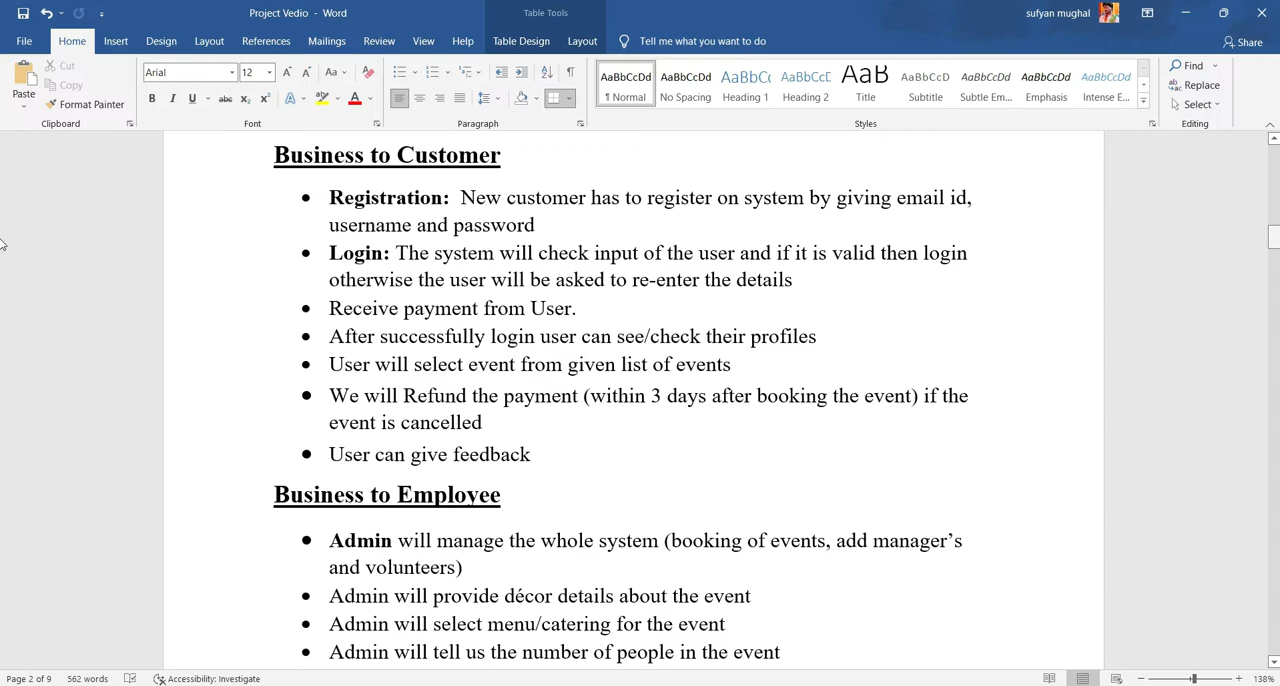 Project Vedio - Word
Table Tools
sufyan mughal
File Home Insert Design Layout References Mailings Review View Help Table Design Layout Tell me what you want to do Share
Paste
Cut
Copy
Format Painter
Clipboard
Arial 12
Font
Paragraph
AaBbCcDd AaBbCcDd AaBbCc AaBbCcD AaB AaBbCcD AaBbCcDd AaBbCcDd AaBbCcDd
¶ Normal No Spacing Heading 1 Heading 2 Title Subtitle Subtle Em... Emphasis Intense E...
Styles
Find
Replace
Select
Editing
Business to Customer
• Registration: New customer has to register on system by giving email id,
username and password
• Login: The system will check input of the user and if it is valid then login
otherwise the user will be asked to re-enter the details
• Receive payment from User.
• After successfully login user can see/check their profiles
• User will select event from given list of events
• We will Refund the payment (within 3 days after booking the event) if the
event is cancelled
• User can give feedback
Business to Employee
• Admin will manage the whole system (booking of events, add manager’s
and volunteers)
• Admin will provide décor details about the event
• Admin will select menu/catering for the event
• Admin will tell us the number of people in the event
Page 2 of 9 562 words Accessibility: Investigate 138%